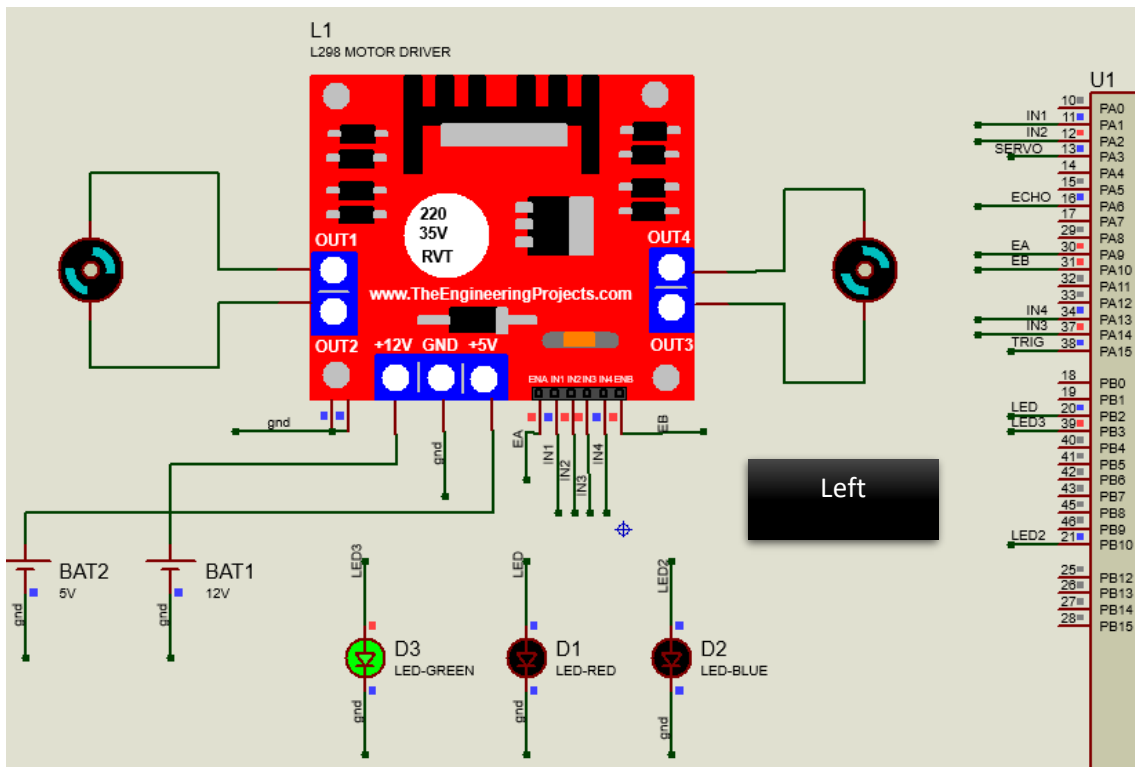 L1
L298 MOTOR DRIVER
220
35V
RVT
OUT1
OUT4
www.TheEngineeringProjects.com
OUT2
+12V GND +5V
OUT3
ENA IN1 IN2 IN3 IN4 ENB
gnd
gnd
EA
IN1
IN2
IN3
IN4
EB
Left
BAT2
5V
gnd
BAT1
12V
gnd
LED3
D3
LED-GREEN
gnd
LED
D1
LED-RED
gnd
LED2
D2
LED-BLUE
gnd
U1
10 PA0
IN1 11 PA1
IN2 12 PA2
SERVO 13 PA3
14 PA4
15 PA5
ECHO 16 PA6
17 PA7
29 PA8
EA 30 PA9
EB 31 PA10
32 PA11
33 PA12
IN4 34 PA13
IN3 37 PA14
TRIG 38 PA15
18 PB0
19 PB1
LED 20 PB2
LED3 39 PB3
40 PB4
41 PB5
42 PB6
43 PB7
45 PB8
46 PB9
LED2 21 PB10
25 PB12
26 PB13
27 PB14
28 PB15